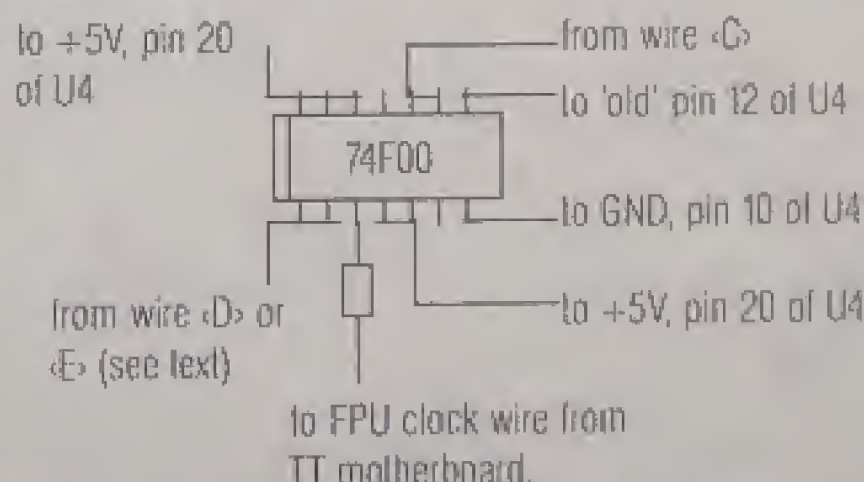 to +5V, pin 20
of U4
from wire <C>
to 'old' pin 12 of U4
74F00
to GND, pin 10 of U4
from wire <D> or
<E> (see text)
to +5V, pin 20 of U4
to FPU clock wire from
TT motherboard.